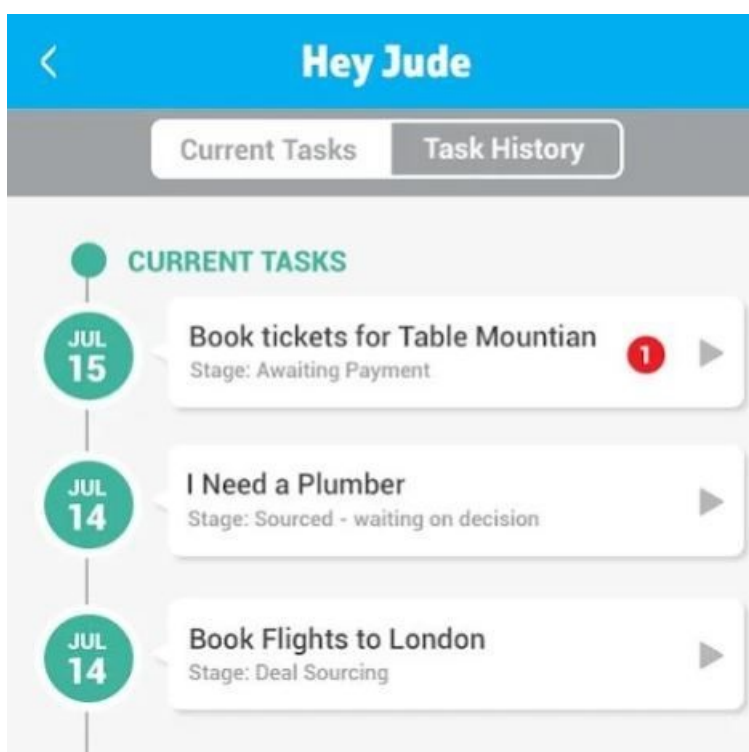 Hey Jude
Current Tasks Task History
CURRENT TASKS
JUL
15
Book tickets for Table Mountian
Stage: Awaiting Payment
1
JUL
14
I Need a Plumber
Stage: Sourced - waiting on decision
JUL
14
Book Flights to London
Stage: Deal Sourcing